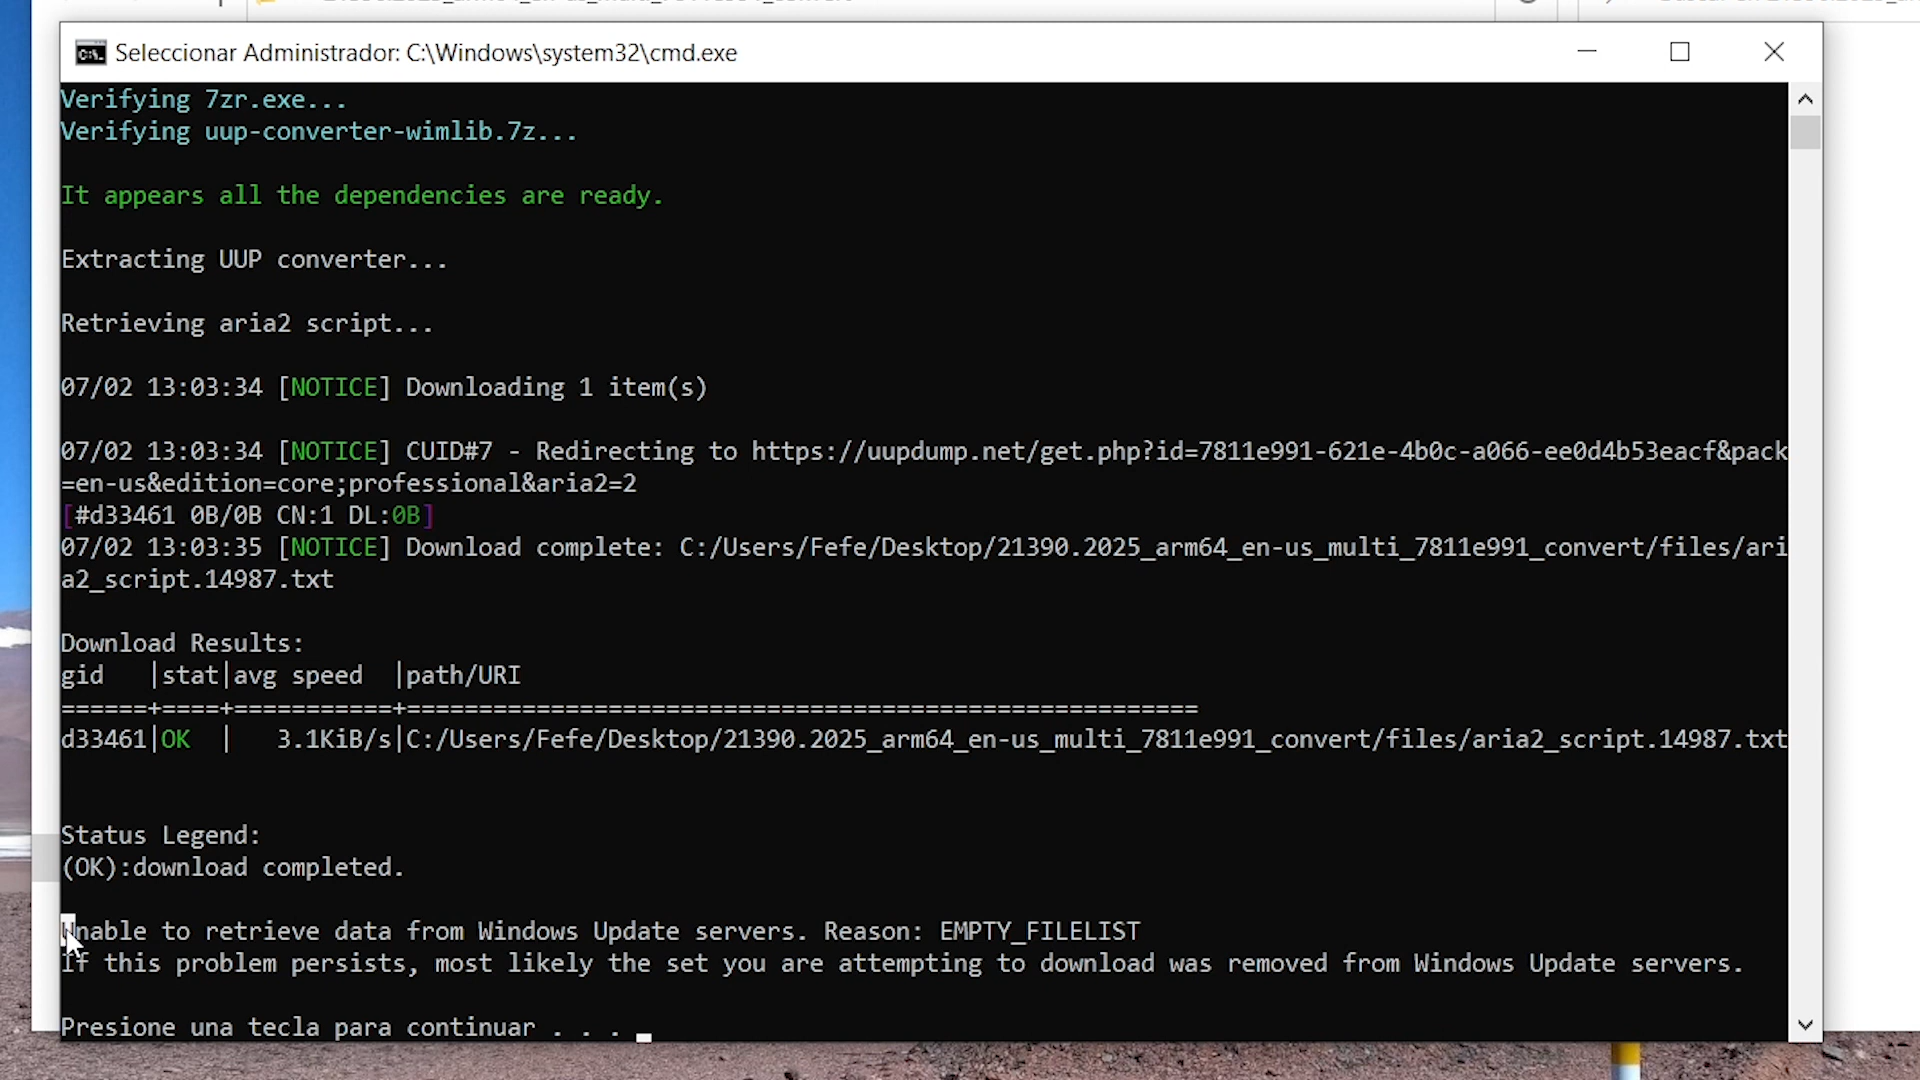 Seleccionar Administrador: C:\Windows\system32\cmd.exe
Verifying 7zr.exe...
Verifying uup-converter-wimlib.7z...
It appears all the dependencies are ready.
Extracting UUP converter...
Retrieving aria2 script...
07/02 13:03:34 [NOTICE] Downloading 1 item(s)
07/02 13:03:34 [NOTICE] CUID#7 - Redirecting to https://uupdump.net/get.php?id=7811e991-621e-4b0c-a066-ee0d4b53eacf&pack
=en-us&edition=core;professional&aria2=2
[#d33461 0B/0B CN:1 DL:0B]
07/02 13:03:35 [NOTICE] Download complete: C:/Users/Fefe/Desktop/21390.2025_arm64_en-us_multi_7811e991_convert/files/ari
a2_script.14987.txt
Download Results:
gid   |stat|avg speed  |path/URI
======+====+===========+=======================================================
d33461|OK  |   3.1KiB/s|C:/Users/Fefe/Desktop/21390.2025_arm64_en-us_multi_7811e991_convert/files/aria2_script.14987.txt
Status Legend:
(OK):download completed.
Unable to retrieve data from Windows Update servers. Reason: EMPTY_FILELIST
If this problem persists, most likely the set you are attempting to download was removed from Windows Update servers.
Presione una tecla para continuar . . .